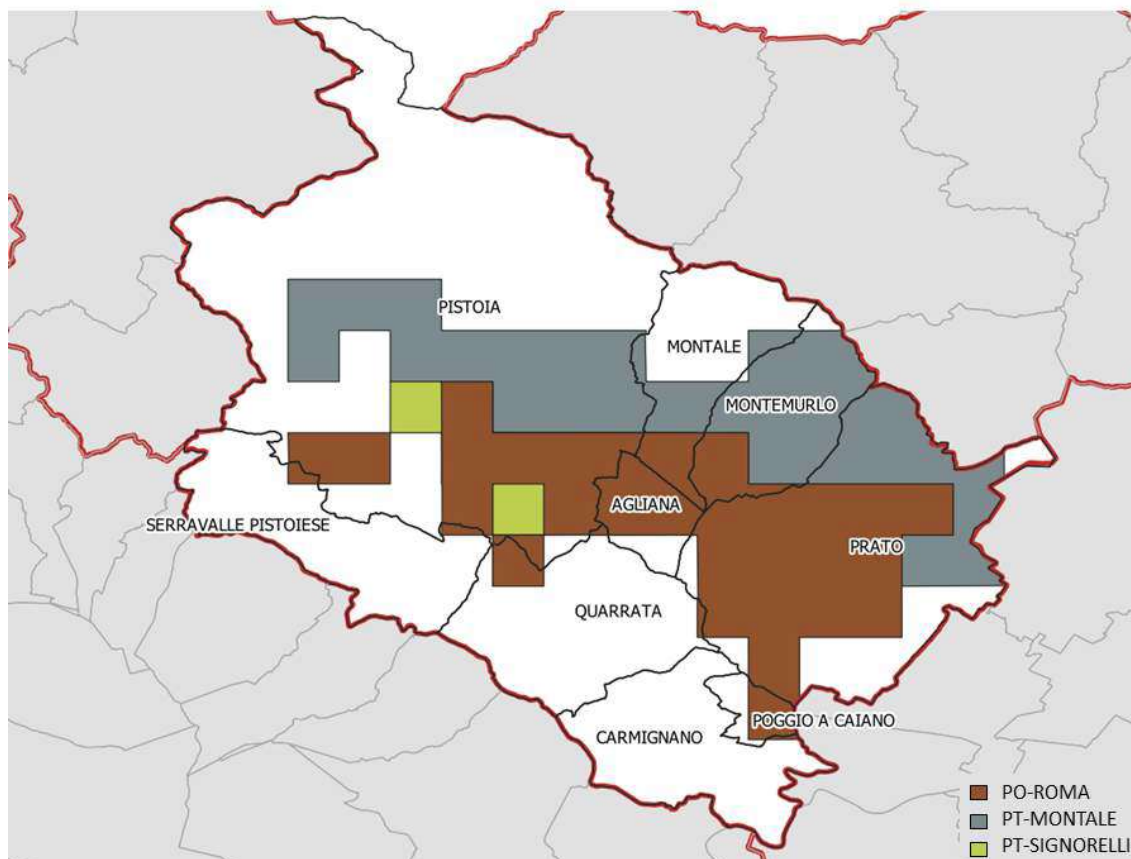 PISTOIA
MONTALE
MONTEMURLO
AGLIANA
SERRAVALLE PISTOIESE
PRATO
QUARRATA
POGGIO A CAIANO
CARMIGNANO
PO-ROMA
PT-MONTALE
PT-SIGNORELLI